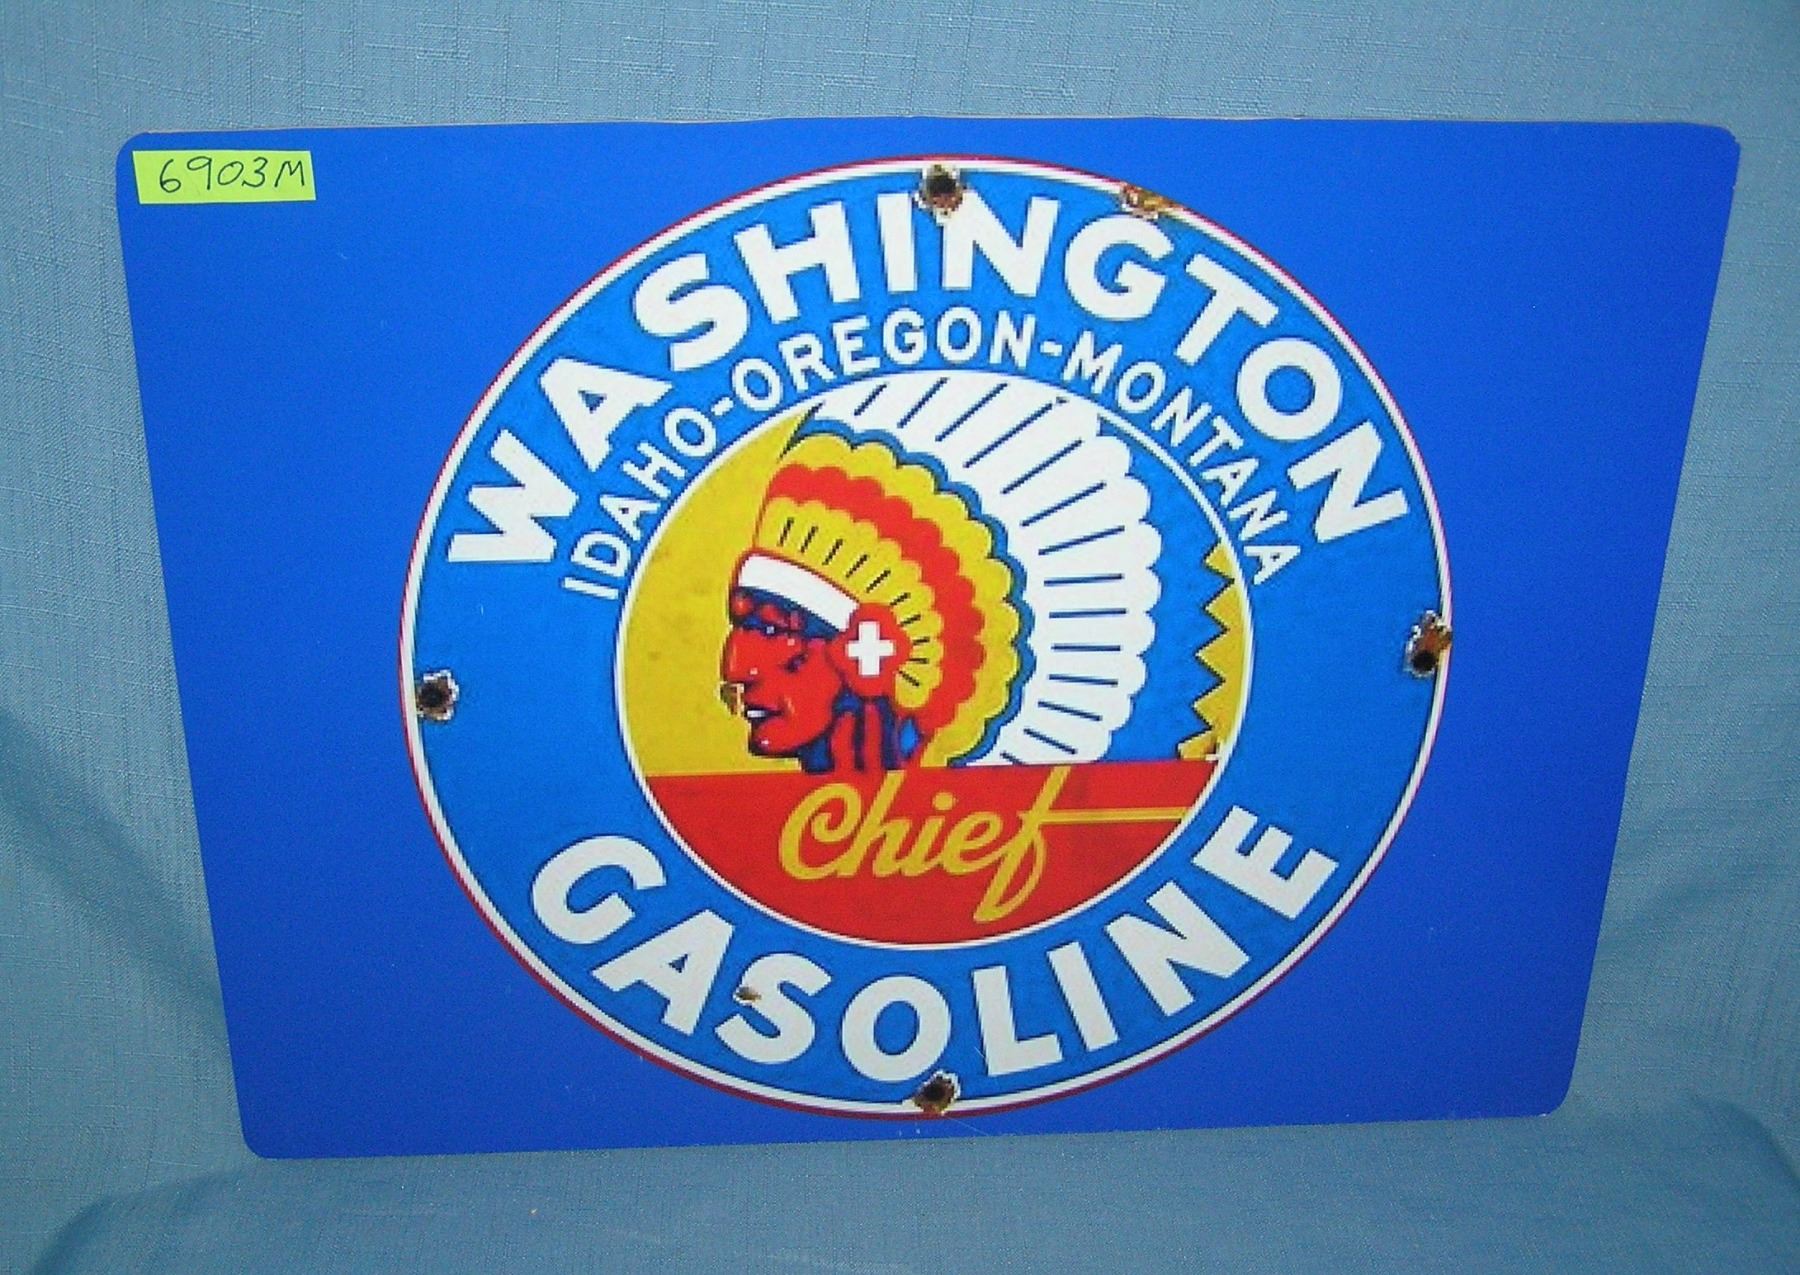 6903M
WASHINGTON
IDAHO-OREGON-MONTANA
Chief
GASOLINE